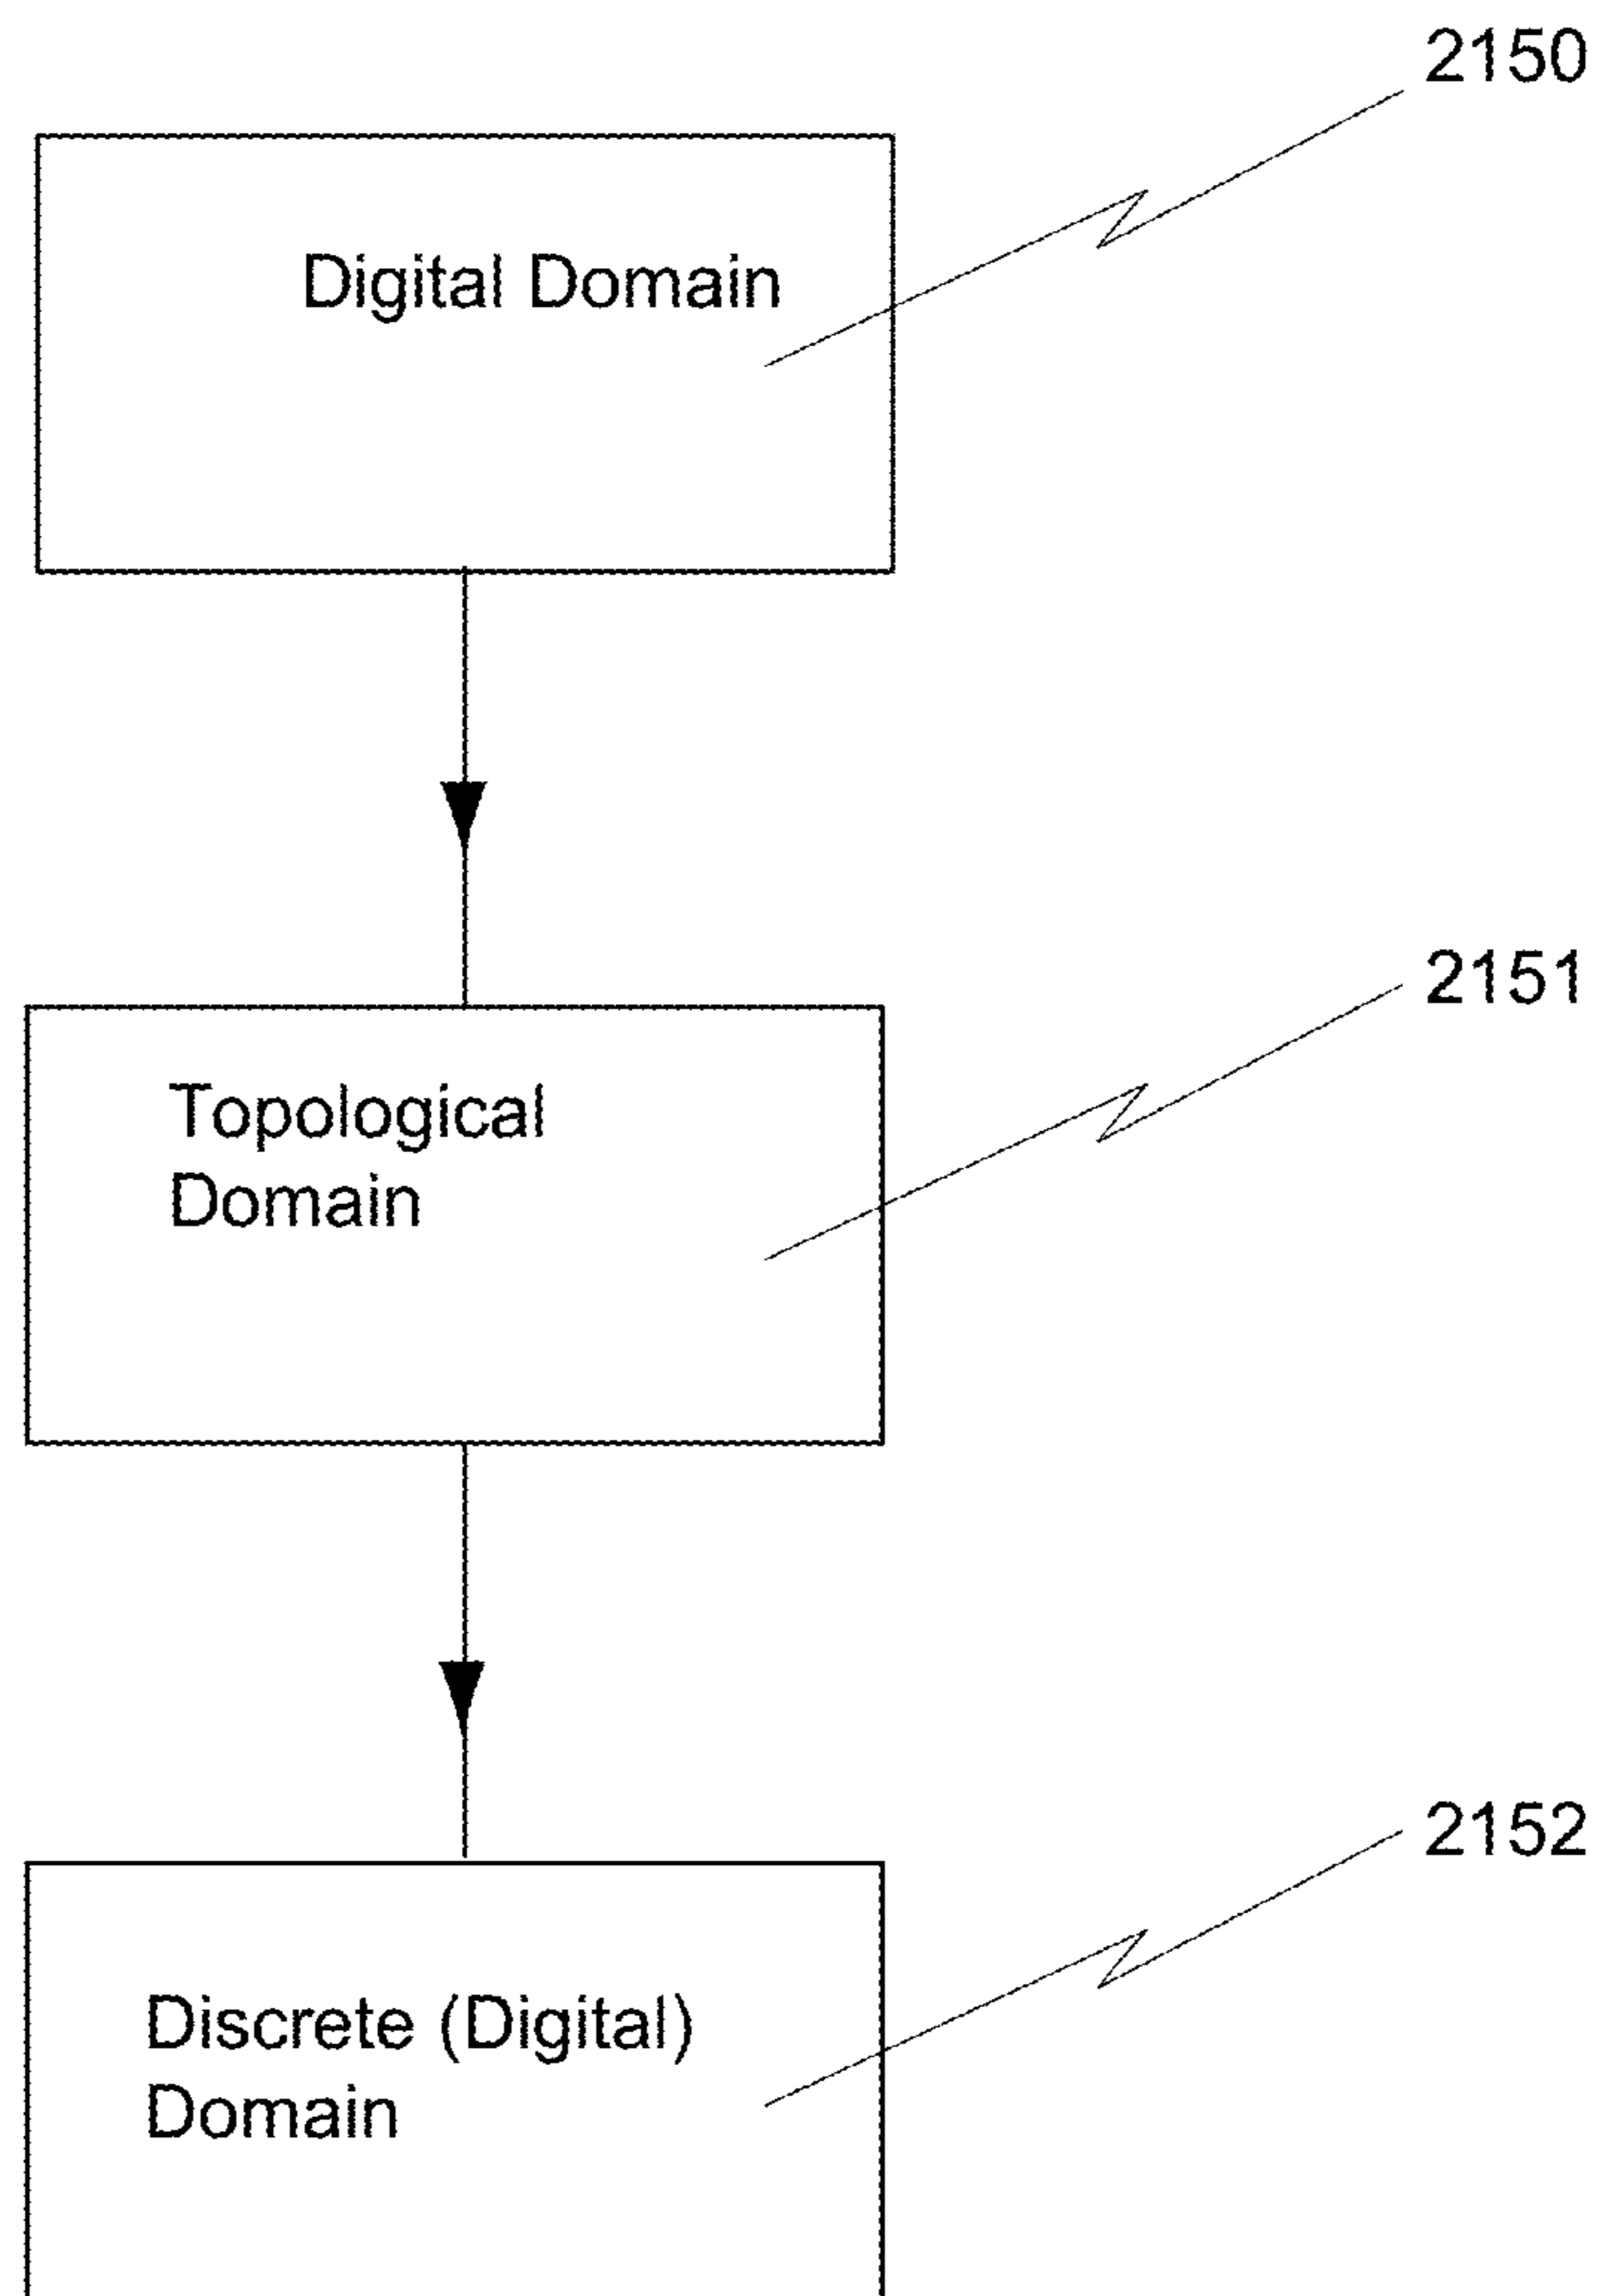 2150
Digital Domain
2151
Topological
Domain
2152
Discrete (Digital)
Domain